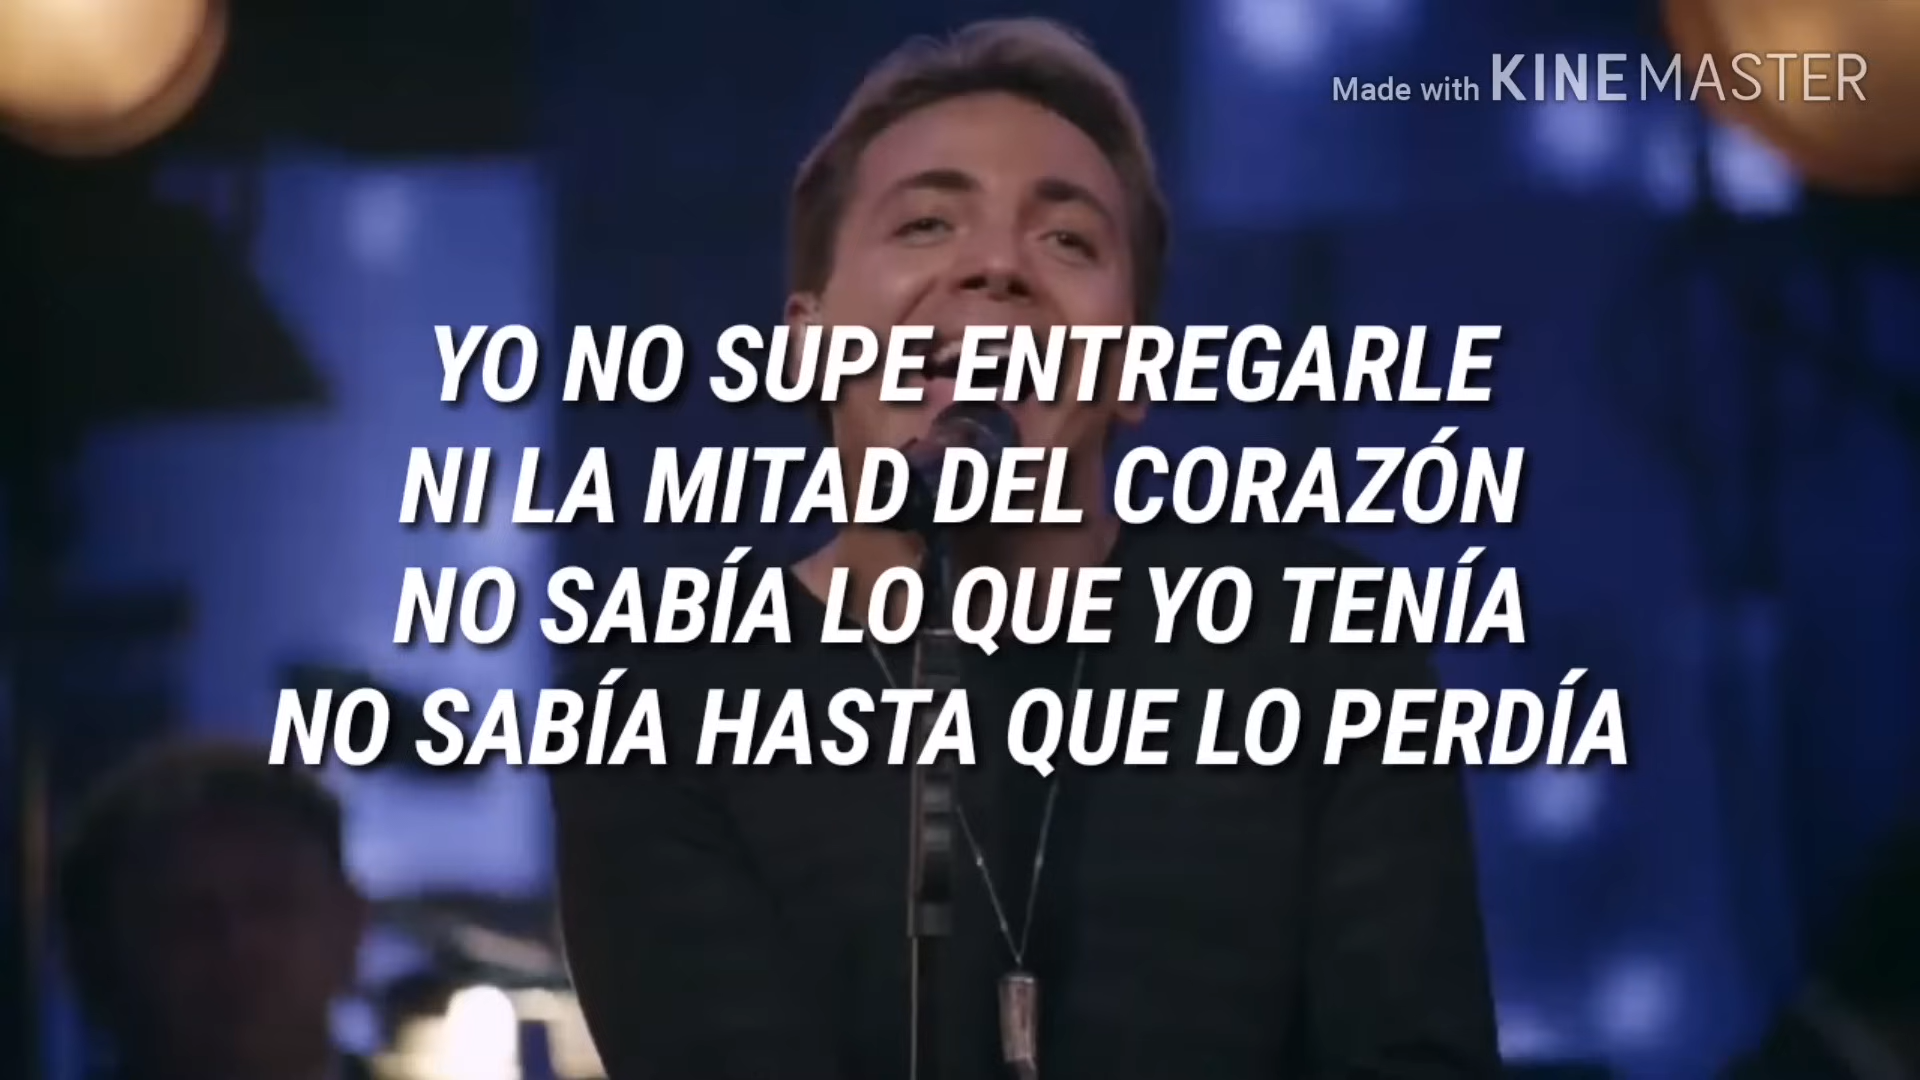 Made with KINEMASTER
YO NO SUPE ENTREGARLE
NI LA MITAD DEL CORAZÓN
NO SABÍA LO QUE YO TENÍA
NO SABÍA HASTA QUE LO PERDÍA